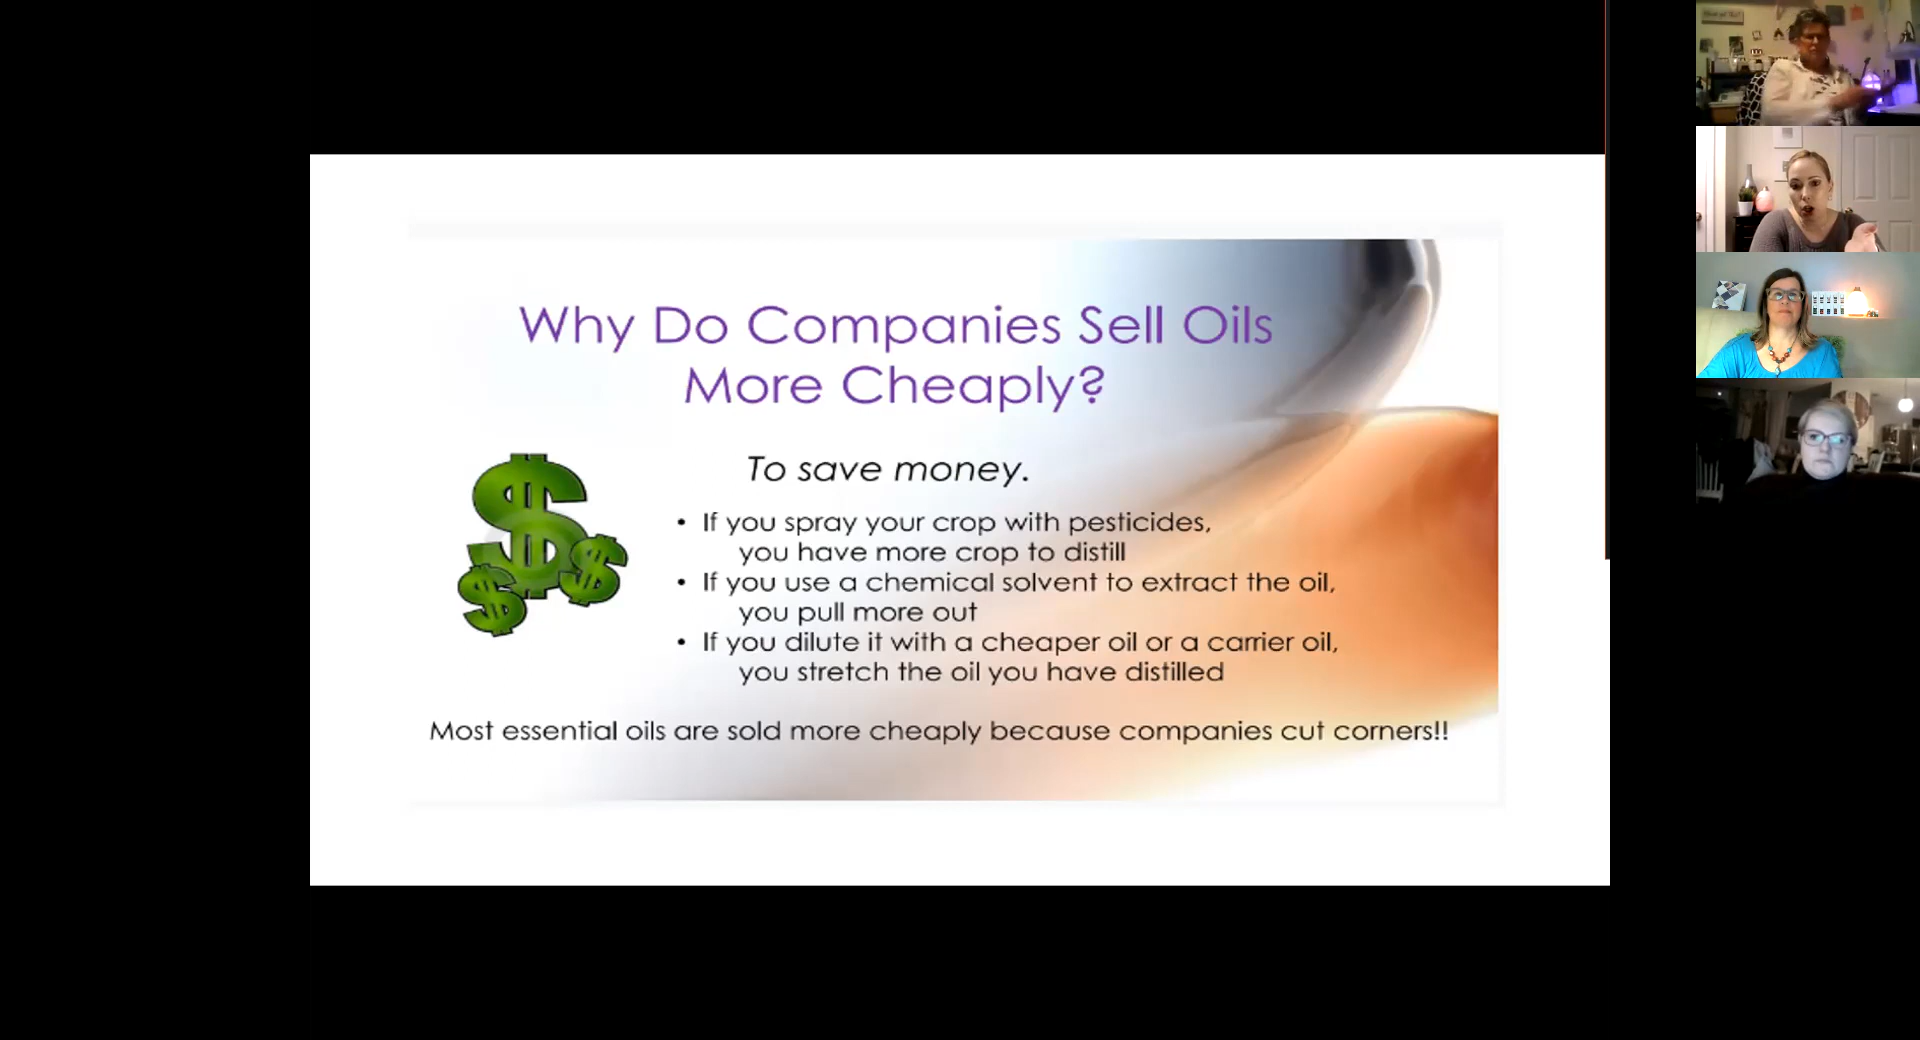 Why Do Companies Sell Oils
More Cheaply?
To save money.
• If you spray your crop with pesticides,
you have more crop to distill
• If you use a chemical solvent to extract the oil,
you pull more out
• If you dilute it with a cheaper oil or a carrier oil,
you stretch the oil you have distilled
Most essential oils are sold more cheaply because companies cut corners!!